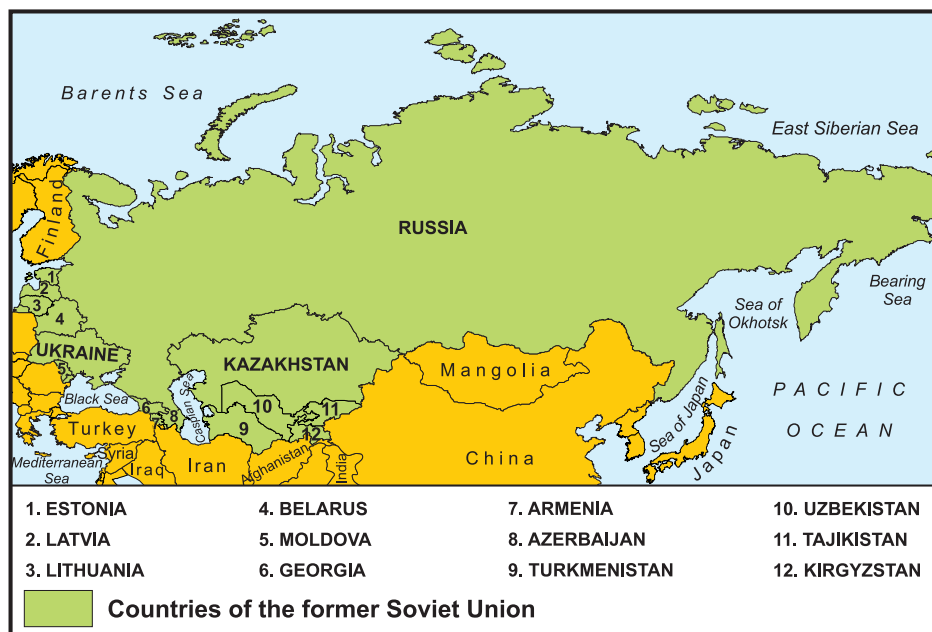 Barents Sea
East Siberian Sea
RUSSIA
Finland
1
2
3
4
Bearing
Sea
Sea of
Okhotsk
UKRAINE
KAZAKHSTAN
5
Mangolia
PACIFIC
OCEAN
Black Sea
Caspian Sea
Sea of Japan
Japan
6
7
8
9
10
11
12
Turkey
Syria
Iraq
Iran
Afghanistan
India
China
Mediterranean
Sea
1. ESTONIA 4. BELARUS 7. ARMENIA 10. UZBEKISTAN
2. LATVIA 5. MOLDOVA 8. AZERBAIJAN 11. TAJIKISTAN
3. LITHUANIA 6. GEORGIA 9. TURKMENISTAN 12. KIRGYZSTAN
Countries of the former Soviet Union